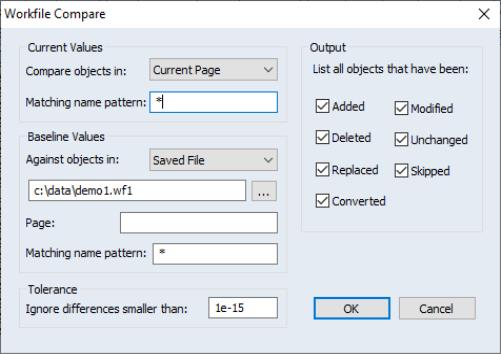 Workfile Compare
Current Values
Compare objects in: Current Page
Matching name pattern: *
Baseline Values
Against objects in: Saved File
c:\data\demo1.wf1 ...
Page:
Matching name pattern: *
Tolerance
Ignore differences smaller than: 1e-15
Output
List all objects that have been:
Added Modified
Deleted Unchanged
Replaced Skipped
Converted
OK Cancel